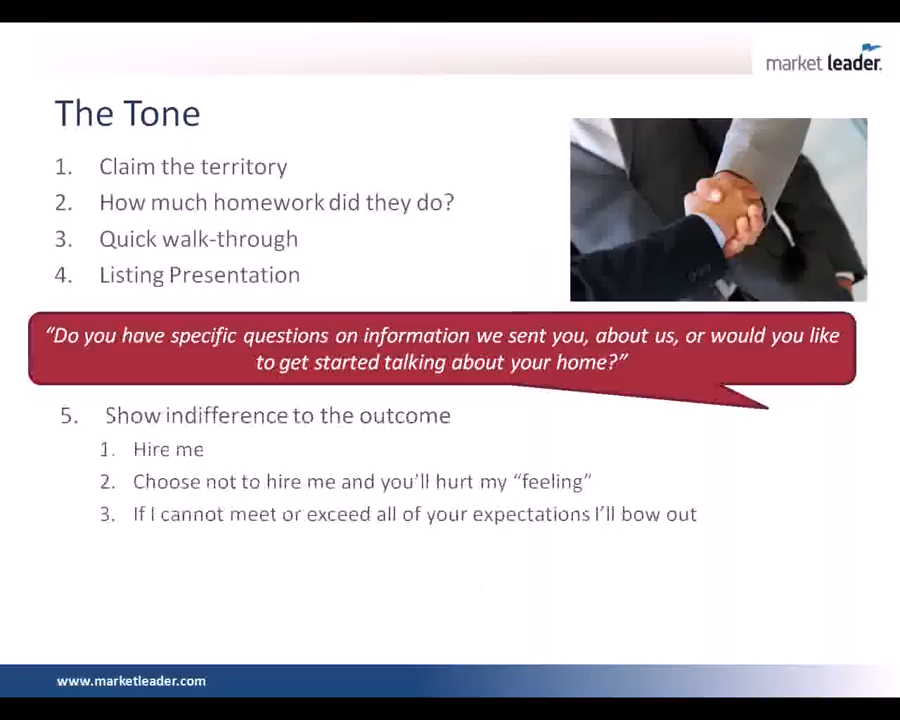 market leader.
The Tone
1. Claim the territory
2. How much homework did they do?
3. Quick walk-through
4. Listing Presentation
“Do you have specific questions on information we sent you, about us, or would you like
to get started talking about your home?”
5. Show indifference to the outcome
1. Hire me
2. Choose not to hire me and you’ll hurt my “feeling”
3. If I cannot meet or exceed all of your expectations I’ll bow out
www.marketleader.com